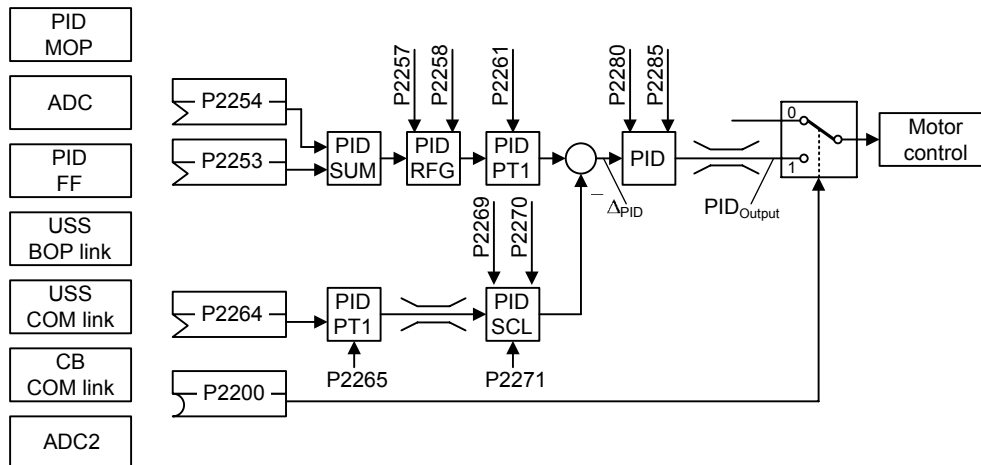 PID
MOP
ADC
PID
FF
USS
BOP link
USS
COM link
CB
COM link
ADC2
P2254
P2253
P2264
P2200
PID
SUM
P2257
P2258
PID
RFG
P2261
PID
PT1
P2280
P2285
PID
−
ΔPID
PIDOutput
0
1
Motor
control
P2269
P2270
PID
PT1
P2265
PID
SCL
P2271